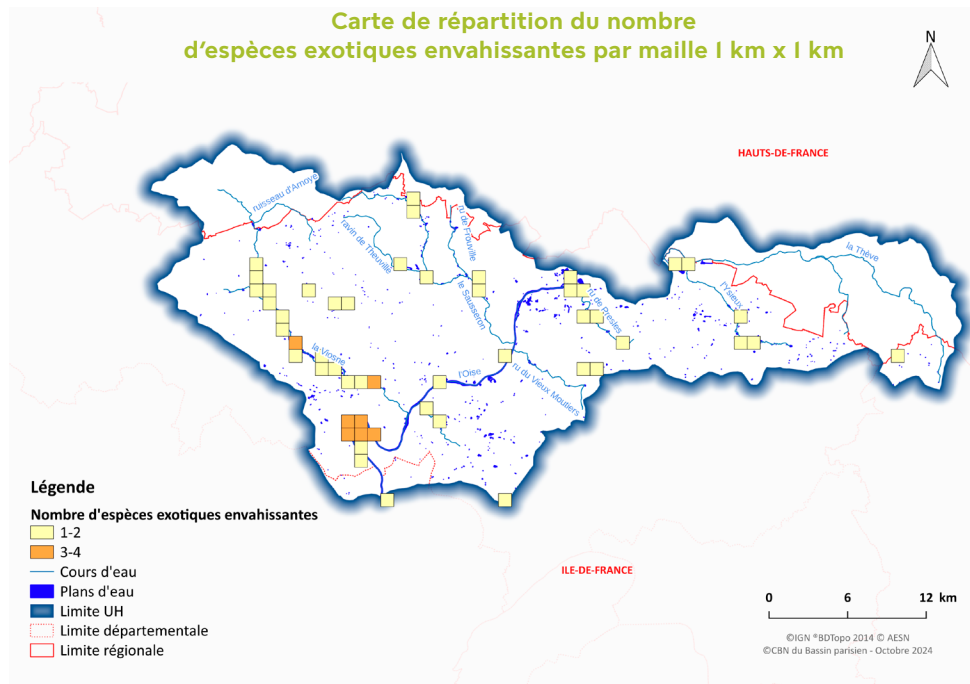 Carte de répartition du nombre
d'espèces exotiques envahissantes par maille 1 km x 1 km
N
HAUTS-DE-FRANCE
ruisseau d'Arnoye
ravin de Theuville
ru de Frouville
le Sausseron
la Thève
l'Ysieux
ru de Presles
la Viosne
l'Oise
ru du Vieux Moutiers
Légende
Nombre d'espèces exotiques envahissantes
1-2
3-4
Cours d'eau
Plans d'eau
Limite UH
Limite départementale
Limite régionale
ILE-DE-FRANCE
0 6 12 km
©IGN ®BDTopo 2014 © AESN
©CBN du Bassin parisien - Octobre 2024